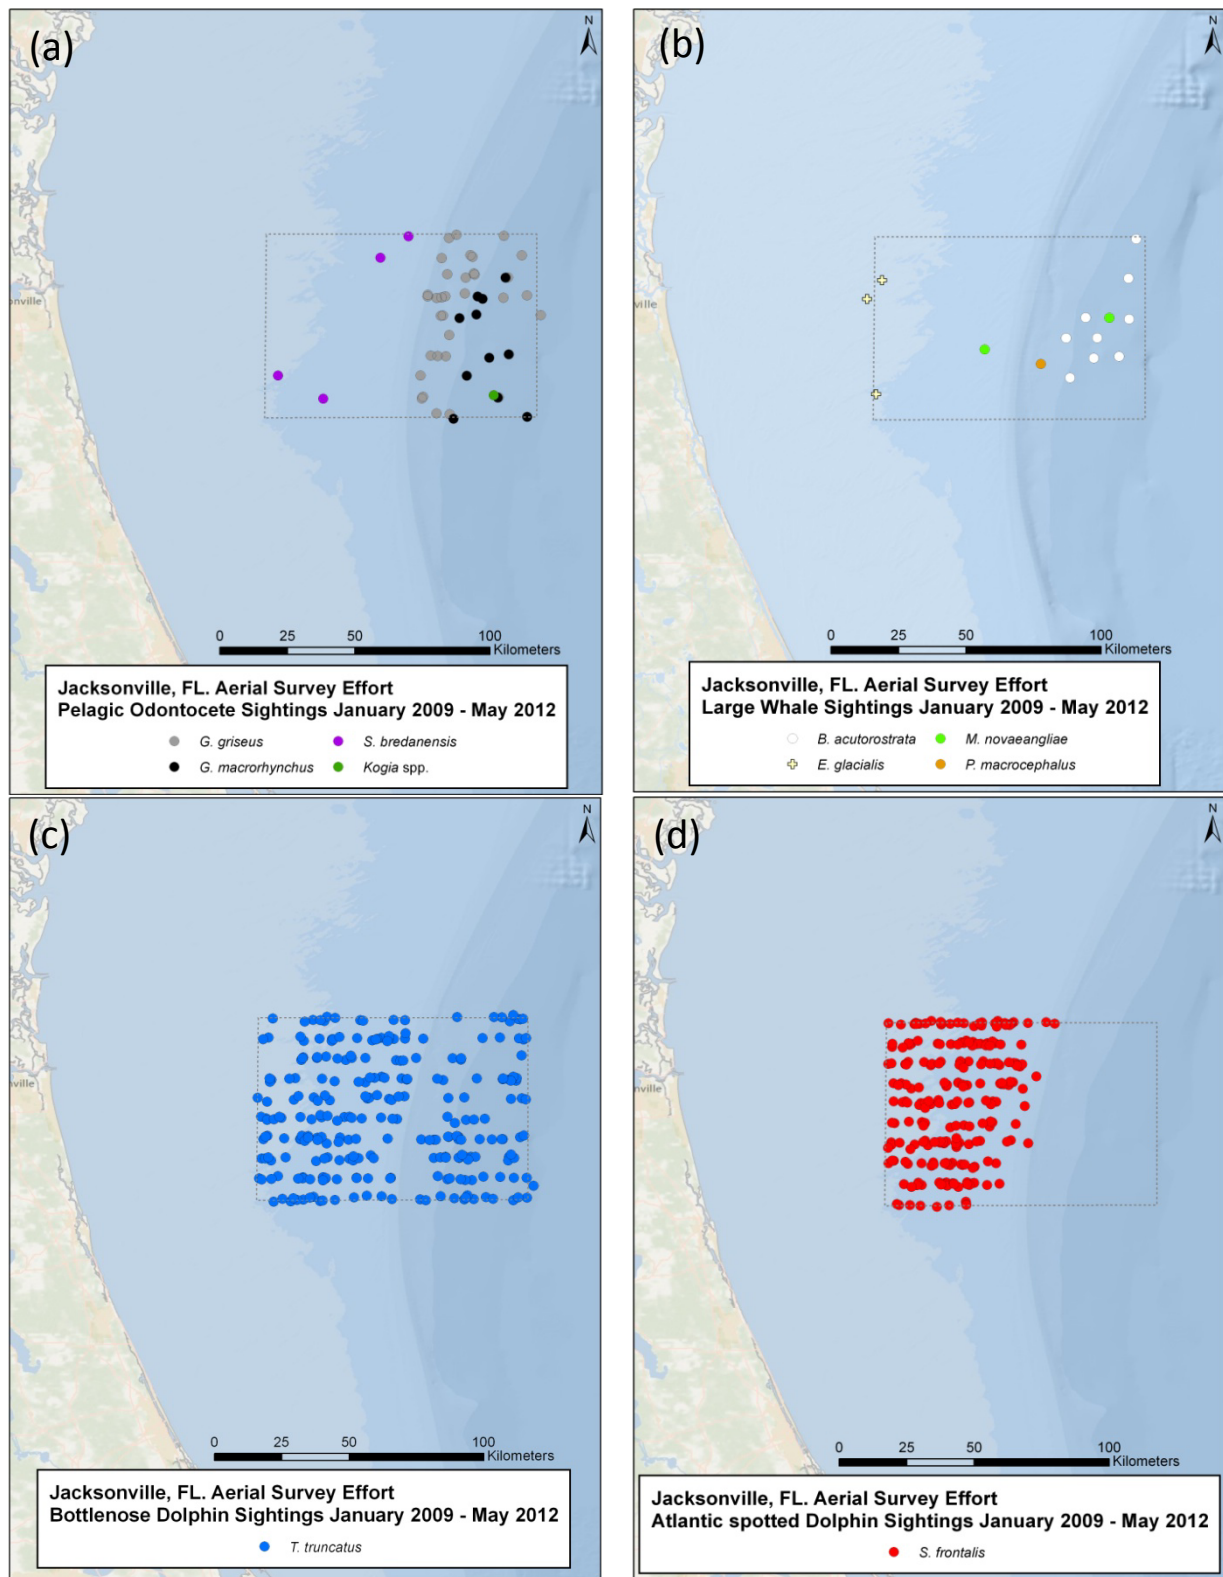 (a)
N
onville
0 25 50 100
Kilometers
Jacksonville, FL. Aerial Survey Effort
Pelagic Odontocete Sightings January 2009 - May 2012
G. griseus S. bredanensis
G. macrorhynchus Kogia spp.
(b)
N
onville
0 25 50 100
Kilometers
Jacksonville, FL. Aerial Survey Effort
Large Whale Sightings January 2009 - May 2012
B. acutorostrata M. novaeangliae
E. glacialis P. macrocephalus
(c)
N
ville
0 25 50 100
Kilometers
Jacksonville, FL. Aerial Survey Effort
Bottlenose Dolphin Sightings January 2009 - May 2012
T. truncatus
(d)
N
nville
0 25 50 100
Kilometers
Jacksonville, FL. Aerial Survey Effort
Atlantic spotted Dolphin Sightings January 2009 - May 2012
S. frontalis